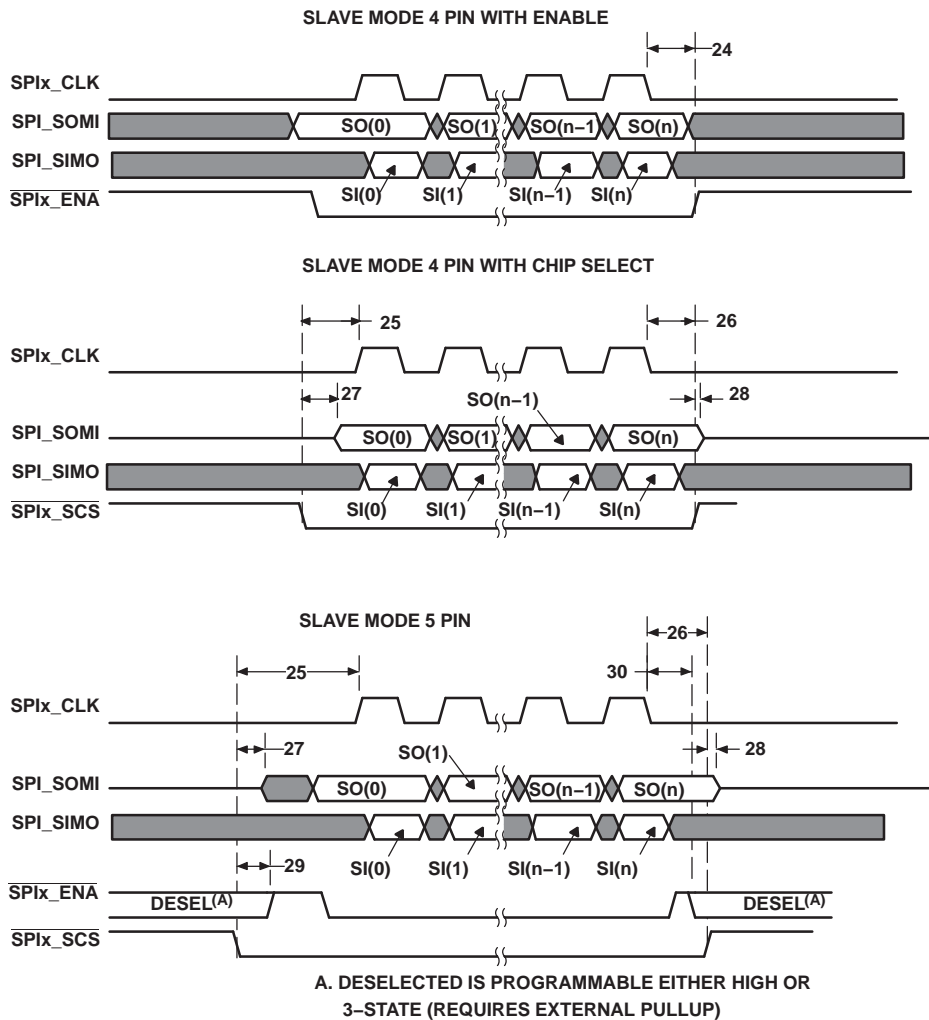 SLAVE MODE 4 PIN WITH ENABLE
24
SPIx_CLK
SPI_SOMI
SO(0) SO(1) SO(n−1) SO(n)
SPI_SIMO
SI(0) SI(1) SI(n−1) SI(n)
SPIx_ENA
SLAVE MODE 4 PIN WITH CHIP SELECT
25 26
SPIx_CLK
27 SO(n−1) 28
SPI_SOMI
SO(0) SO(1) SO(n)
SPI_SIMO
SI(0) SI(1) SI(n−1) SI(n)
SPIx_SCS
SLAVE MODE 5 PIN
26
25 30
SPIx_CLK
27 SO(1) 28
SPI_SOMI
SO(0) SO(n−1) SO(n)
SPI_SIMO
29 SI(0) SI(1) SI(n−1) SI(n)
SPIx_ENA
DESEL(A) DESEL(A)
SPIx_SCS
A. DESELECTED IS PROGRAMMABLE EITHER HIGH OR
3−STATE (REQUIRES EXTERNAL PULLUP)